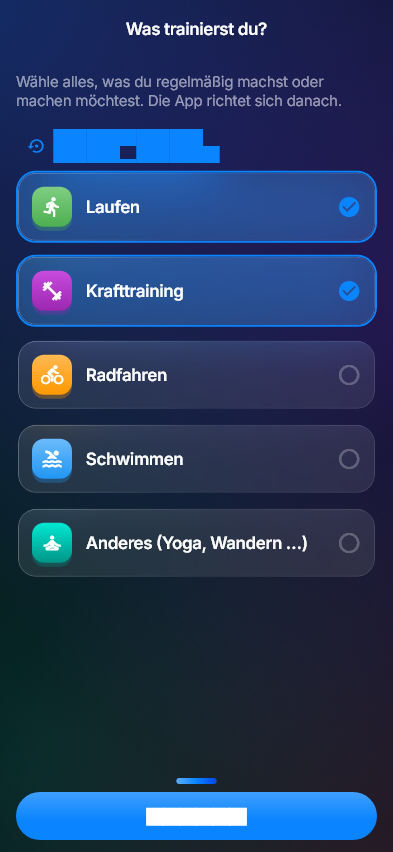 Was trainierst du?
Wähle alles, was du regelmäßig machst oder
machen möchtest. Die App richtet sich danach.
Laufen
Krafttraining
Radfahren
Schwimmen
Anderes (Yoga, Wandern ...)